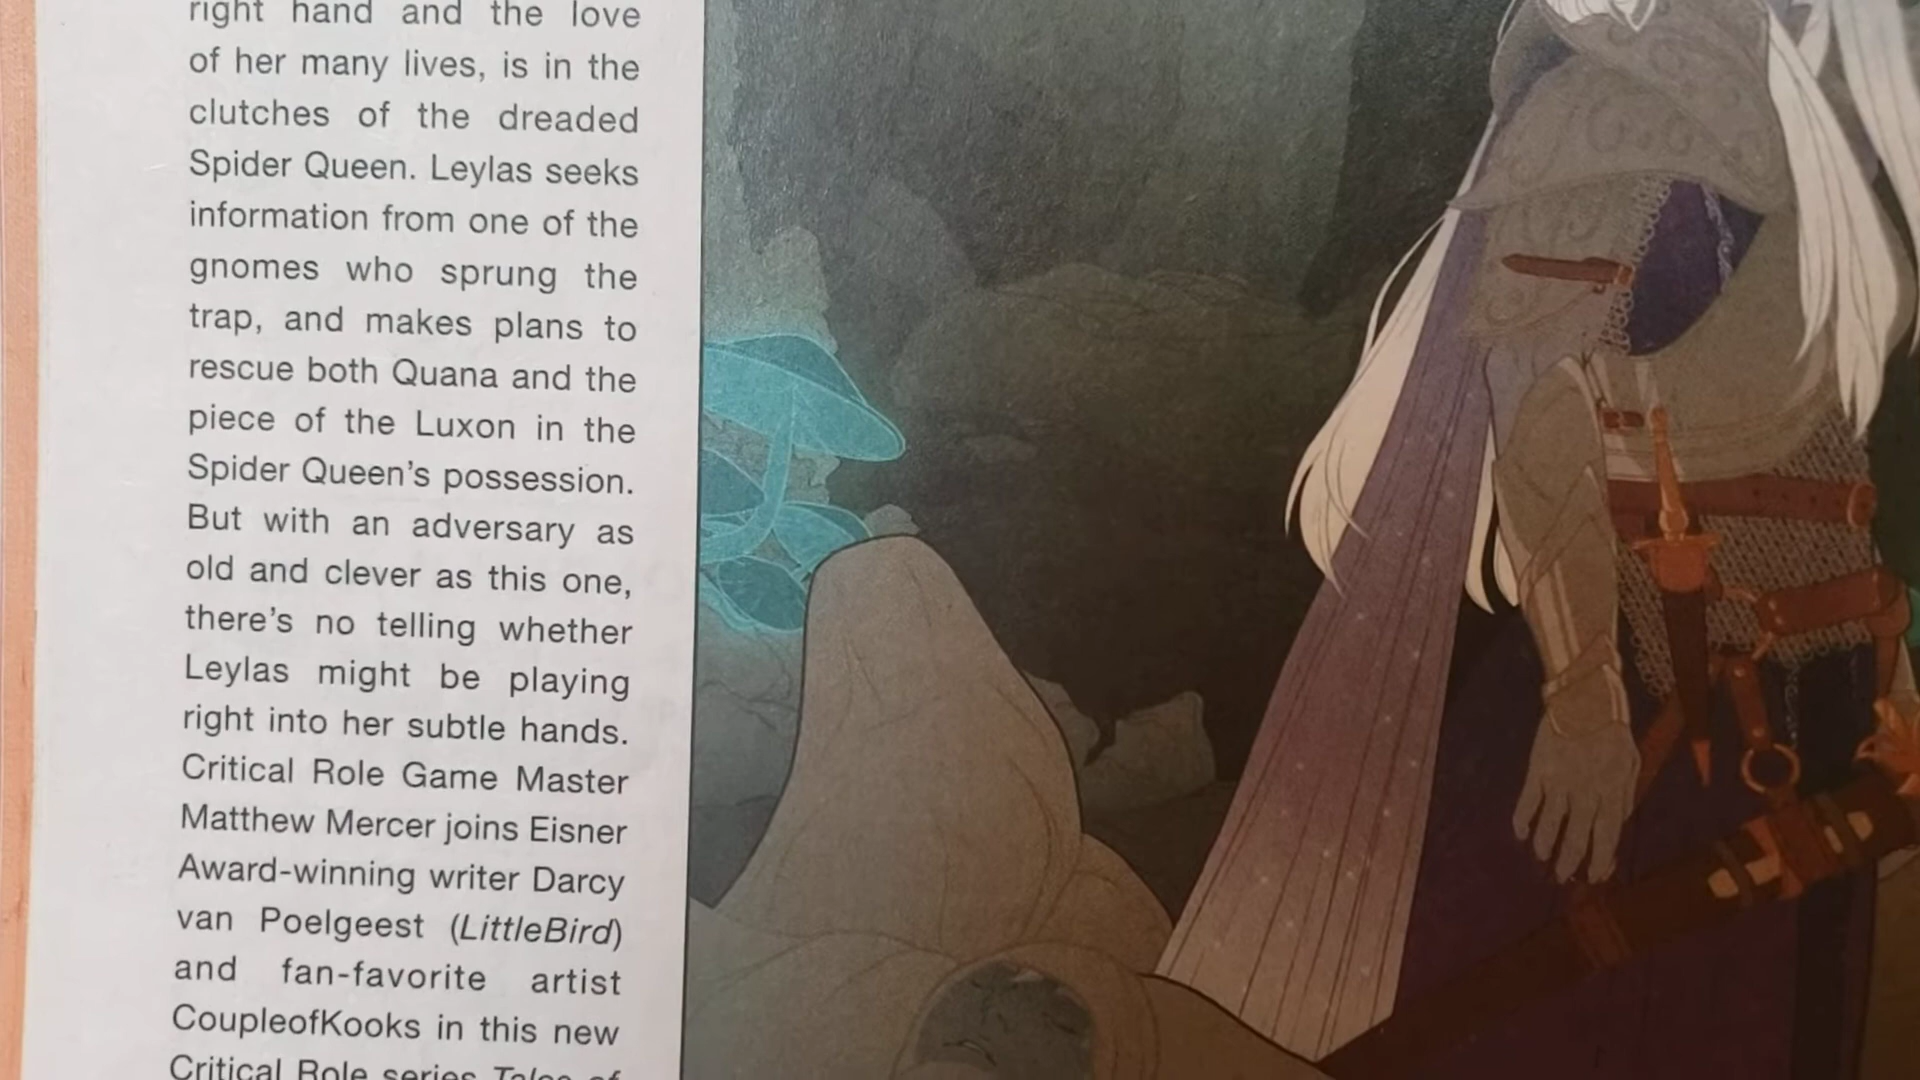 right hand and the love
of her many lives, is in the
clutches of the dreaded
Spider Queen. Leylas seeks
information from one of the
gnomes who sprung the
trap, and makes plans to
rescue both Quana and the
piece of the Luxon in the
Spider Queen's possession.
But with an adversary as
old and clever as this one,
there's no telling whether
Leylas might be playing
right into her subtle hands.
Critical Role Game Master
Matthew Mercer joins Eisner
Award-winning writer Darcy
van Poelgeest (LittleBird)
and fan-favorite artist
CoupleofKooks in this new
Critical Role series Tales of